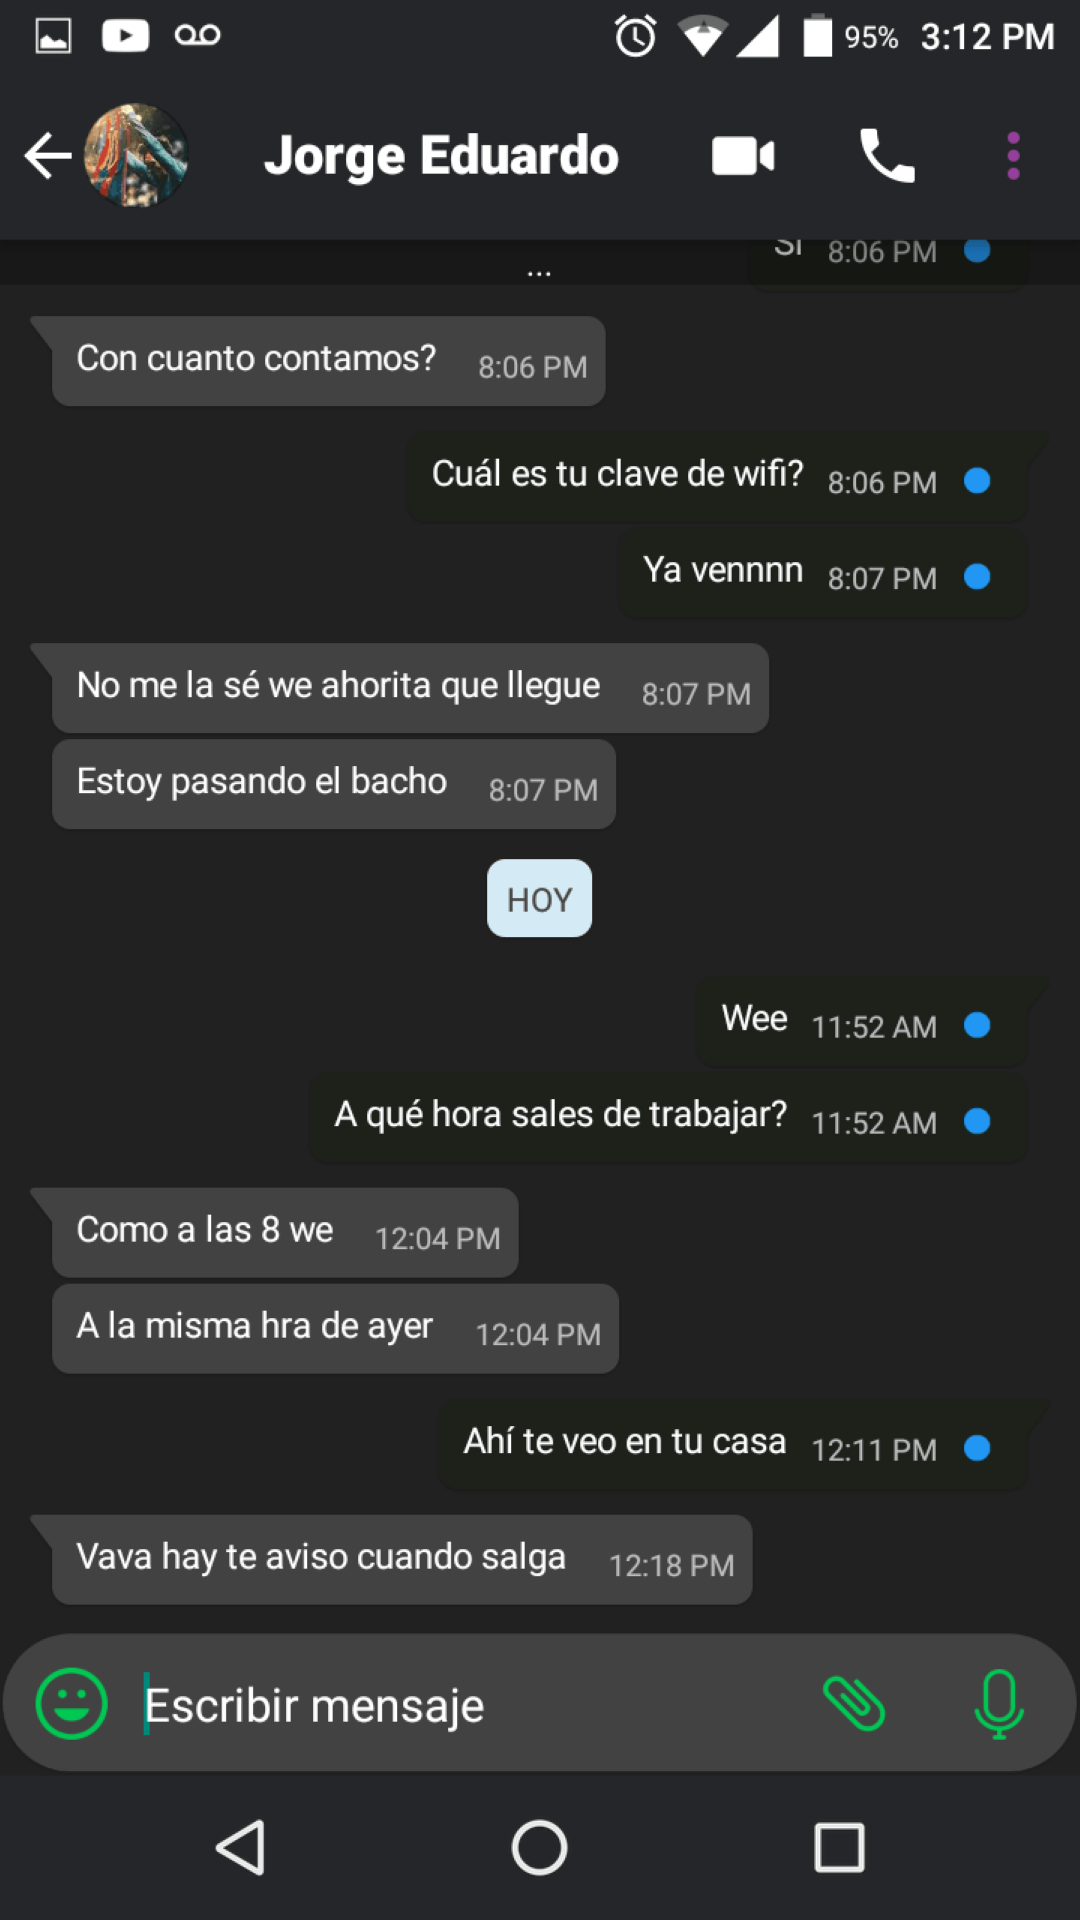 95% 3:12 PM
Jorge Eduardo
Si 8:06 PM
...
Con cuanto contamos? 8:06 PM
Cuál es tu clave de wifi? 8:06 PM
Ya vennnn 8:07 PM
No me la sé we ahorita que llegue 8:07 PM
Estoy pasando el bacho 8:07 PM
HOY
Wee 11:52 AM
A qué hora sales de trabajar? 11:52 AM
Como a las 8 we 12:04 PM
A la misma hra de ayer 12:04 PM
Ahí te veo en tu casa 12:11 PM
Vava hay te aviso cuando salga 12:18 PM
Escribir mensaje